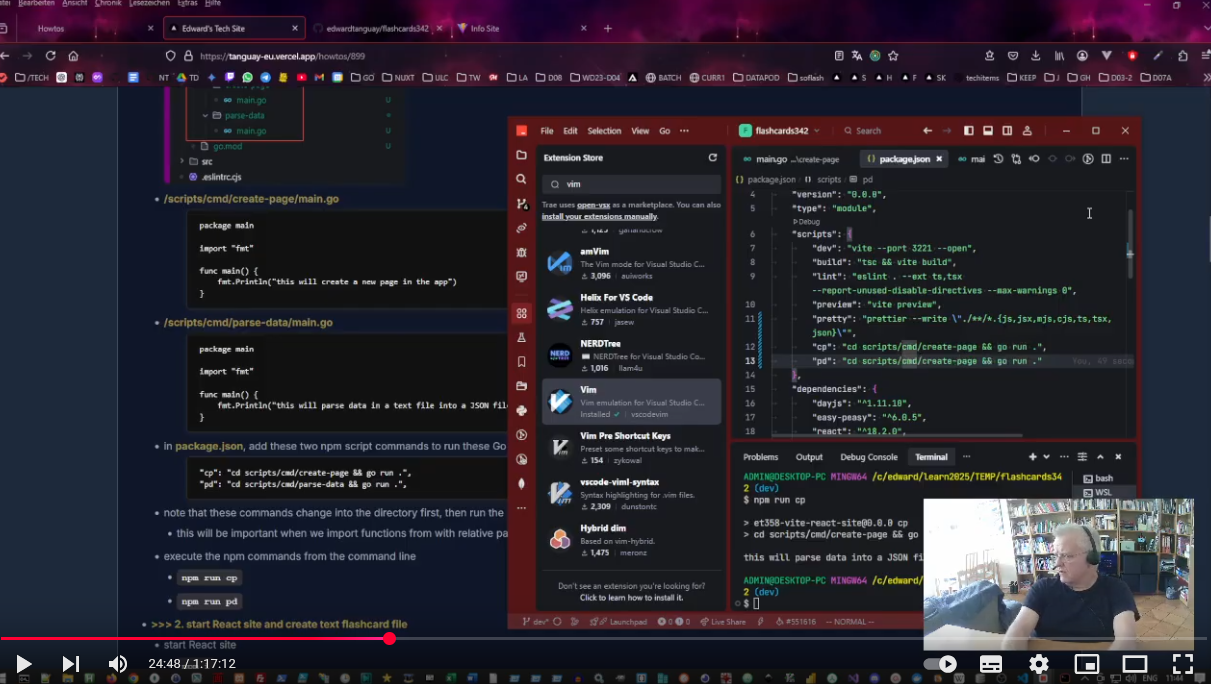 Bearbeiten Ansicht Chronik Lesezeichen Extras Hilfe
Howtos
Edward's Tech Site
edwardtanguay/flashcards342
Info Site
https://tanguay-eu.vercel.app/howtos/899
/TECH
NT
TD
GO
NUXT
ULC
TW
LA
D08
WD23-D04
A
BATCH
CURR1
DATAPOD
soflash
A
S
H
F
SK
techitems
KEEP
J
GH
D03-2
D07A
main.go
U
parse-data
main.go
U
go.mod
U
src
.eslintrc.cjs
/scripts/cmd/create-page/main.go
package main
import "fmt"
func main() {
fmt.Println("this will create a new page in the app")
}
/scripts/cmd/parse-data/main.go
package main
import "fmt"
func main() {
fmt.Println("this will parse data in a text file into a JSON
}
in package.json, add these two npm script commands to run these Go
"cp": "cd scripts/cmd/create-page && go run .",
"pd": "cd scripts/cmd/parse-data && go run .",
note that these commands change into the directory first, then run the
this will be important when we import functions from with relative pa
execute the npm commands from the command line
npm run cp
npm run pd
>>> 2. start React site and create text flashcard file
start React site
File Edit Selection View Go ...
F flashcards342
Search
Extension Store
vim
Trae uses open-vsx as a marketplace. You can also
install your extensions manually.
amVim
The Vim mode for Visual Studio C...
3,096 auiworks
Helix For VS Code
Helix emulation for Visual Studio C...
757 jasew
NERDTree
NERDTree for Visual Studio Code,...
1,016 llam4u
Vim
Vim emulation for Visual Studio C...
Installed vscodevim
Vim Pre Shortcut Keys
Preset some shortcut keys to mak...
154 zykowal
vscode-viml-syntax
Syntax highlighting for .vim files.
2,309 dunstontc
Hybrid dim
Based on vim-hybrid.
1,475 meronz
Don't see an extension you're looking for?
Click to learn how to install it.
main.go ...\create-page
package.json
mai
package.json scripts pd
4 "version": "0.0.0",
5 "type": "module",
Debug
6 "scripts": {
7 "dev": "vite --port 3221 --open",
8 "build": "tsc && vite build",
9 "lint": "eslint . --ext ts,tsx
--report-unused-disable-directives --max-warnings 0",
10 "preview": "vite preview",
11 "pretty": "prettier --write \"./**/*.{js,jsx,mjs,cjs,ts,tsx,
json}\"",
12 "cp": "cd scripts/cmd/create-page && go run .",
13 "pd": "cd scripts/cmd/create-page && go run ."
14 },
15 "dependencies": {
16 "dayjs": "^1.11.10",
17 "easy-peasy": "^6.0.5",
18 "react": "^18.2.0",
Problems Output Debug Console Terminal ...
ADMIN@DESKTOP-PC MINGW64 /c/edward/learn2025/TEMP/flashcards34
2 (dev)
$ npm run cp
> et358-vite-react-site@0.0.0 cp
> cd scripts/cmd/create-page && go
this will parse data into a JSON fi
ADMIN@DESKTOP-PC MINGW64 /c/edward/
2 (dev)
$
bash
WSL
dev*
Launchpad
0 0
Live Share
#551616
-- NORMAL --
24:48 / 1:17:12
11:44